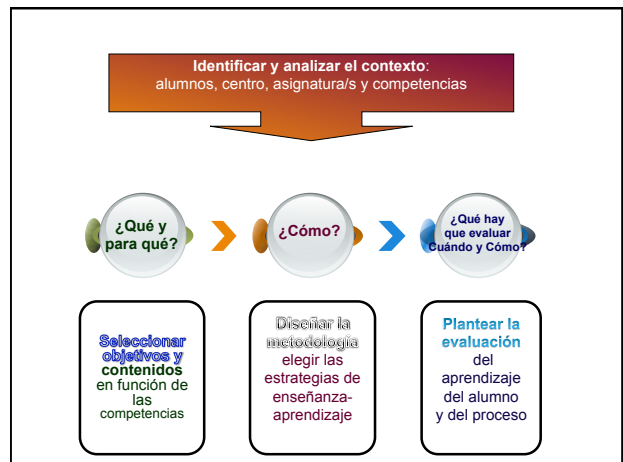 Identificar y analizar el contexto:
alumnos, centro, asignatura/s y competencias
¿Qué y
para qué?
¿Cómo?
¿Qué hay
que evaluar
Cuándo y Cómo?
Seleccionar
objetivos y
contenidos
en función de
las
competencias
Diseñar la
metodología
elegir las
estrategias de
enseñanza-
aprendizaje
Plantear la
evaluación
del
aprendizaje
del alumno
y del proceso